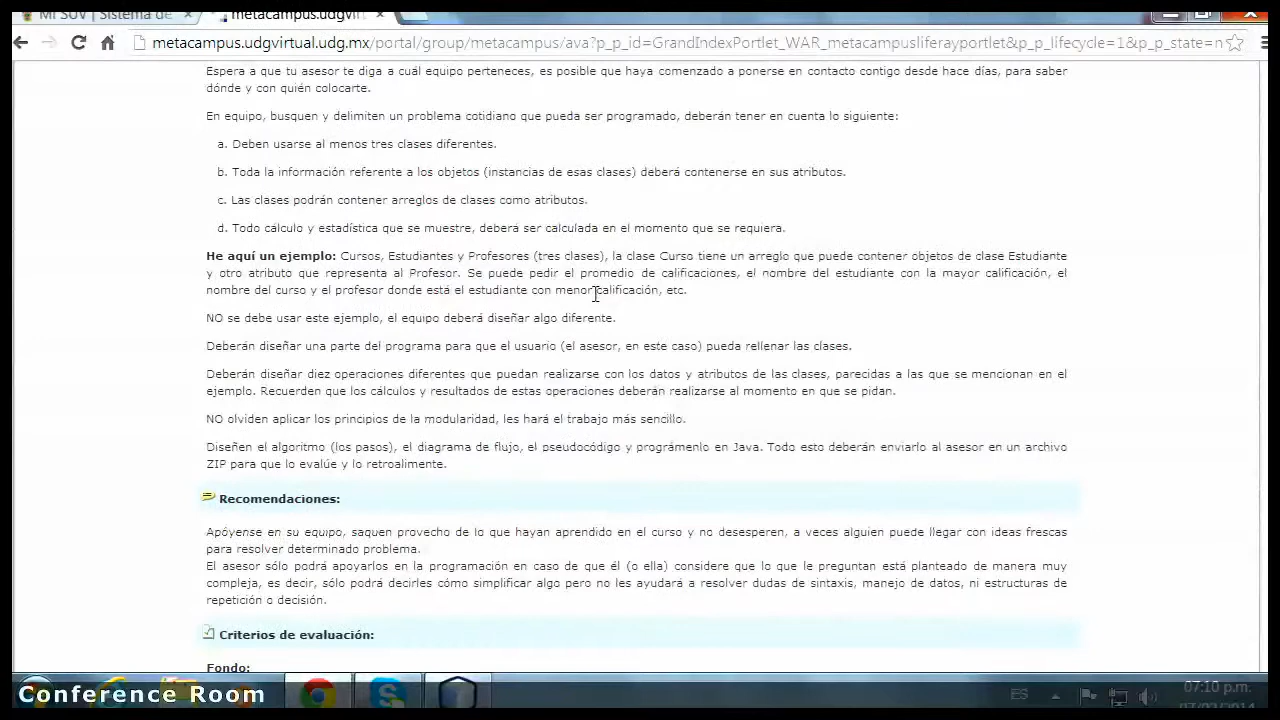 Mi SUV | Sistema de
metacampus.udgvirt
metacampus.udgvirtual.udg.mx/portal/group/metacampus.cva?p_p_id=GrandIndexPortlet_WAR_metacampusliferayportlet&p_p_lifecycle=1&p_p_state=n
Espera a que tu asesor te diga a cuál equipo perteneces, es posible que haya comenzado a ponerse en contacto contigo desde hace días, para saber
dónde y con quién colocarte.
En equipo, busquen y delimiten un problema cotidiano que pueda ser programado, deberán tener en cuenta lo siguiente:
a. Deben usarse al menos tres clases diferentes.
b. Toda la información referente a los objetos (instancias de esas clases) deberá contenerse en sus atributos.
c. Las clases podrán contener arreglos de clases como atributos.
d. Todo cálculo y estadística que se muestre, deberá ser calculada en el momento que se requiera.
He aquí un ejemplo: Cursos, Estudiantes y Profesores (tres clases), la clase Curso tiene un arreglo que puede contener objetos de clase Estudiante
y otro atributo que representa al Profesor. Se puede pedir el promedio de calificaciones, el nombre del estudiante con la mayor calificación, el
nombre del curso y el profesor donde está el estudiante con menor calificación, etc.
NO se debe usar este ejemplo, el equipo deberá diseñar algo diferente.
Deberán diseñar una parte del programa para que el usuario (el asesor, en este caso) pueda rellenar las clases.
Deberán diseñar diez operaciones diferentes que puedan realizarse con los datos y atributos de las clases, parecidas a las que se mencionan en el
ejemplo. Recuerden que los cálculos y resultados de estas operaciones deberán realizarse al momento en que se pidan.
NO olviden aplicar los principios de la modularidad, les hará el trabajo más sencillo.
Diseñen el algoritmo (los pasos), el diagrama de flujo, el pseudocódigo y prográmenlo en Java. Todo esto deberán enviarlo al asesor en un archivo
ZIP para que lo evalúe y lo retroalimente.
Recomendaciones:
Apóyense en su equipo, saquen provecho de lo que hayan aprendido en el curso y no desesperen, a veces alguien puede llegar con ideas frescas
para resolver determinado problema.
El asesor sólo podrá apoyarlos en la programación en caso de que él (o ella) considere que lo que le preguntan está planteado de manera muy
compleja, es decir, sólo podrá decirles cómo simplificar algo pero no les ayudará a resolver dudas de sintaxis, manejo de datos, ni estructuras de
repetición o decisión.
Criterios de evaluación:
Fondo:
Conference Room
ES
07:10 p.m.